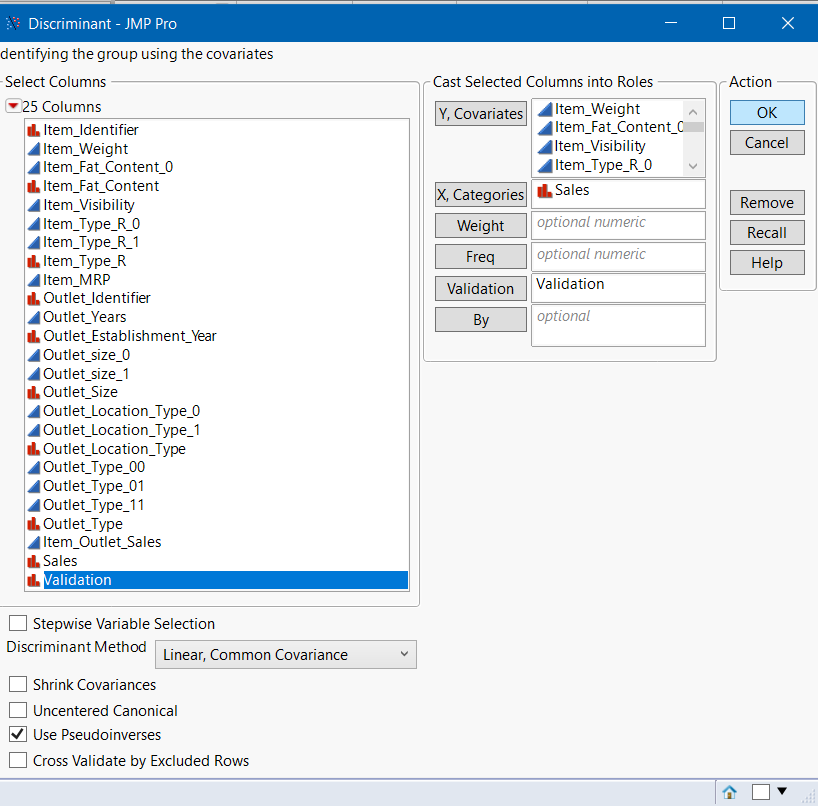 Discriminant - JMP Pro
dentifying the group using the covariates
Select Columns
25 Columns
Item_Identifier
Item_Weight
Item_Fat_Content_0
Item_Fat_Content
Item_Visibility
Item_Type_R_0
Item_Type_R_1
Item_Type_R
Item_MRP
Outlet_Identifier
Outlet_Years
Outlet_Establishment_Year
Outlet_size_0
Outlet_size_1
Outlet_Size
Outlet_Location_Type_0
Outlet_Location_Type_1
Outlet_Location_Type
Outlet_Type_00
Outlet_Type_01
Outlet_Type_11
Outlet_Type
Item_Outlet_Sales
Sales
Validation
Stepwise Variable Selection
Discriminant Method Linear, Common Covariance
Shrink Covariances
Uncentered Canonical
Use Pseudoinverses
Cross Validate by Excluded Rows
Cast Selected Columns into Roles
Y, Covariates
Item_Weight
Item_Fat_Content_0
Item_Visibility
Item_Type_R_0
X, Categories Sales
Weight optional numeric
Freq optional numeric
Validation Validation
By optional
Action
OK
Cancel
Remove
Recall
Help